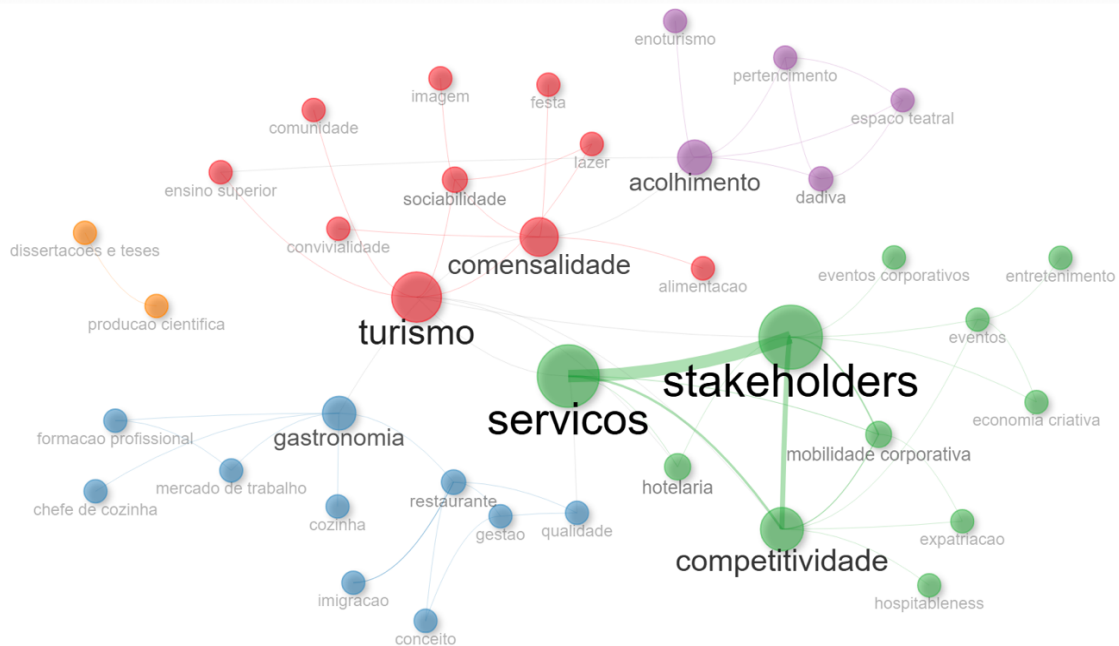 enoturismo
pertencimento
imagem
festa
espaco teatral
comunidade
lazer
acolhimento
ensino superior
sociabilidade
dadiva
dissertacoes e teses
convivialidade
comensalidade
eventos corporativos
entretenimento
alimentacao
producao cientifica
turismo
eventos
stakeholders
servicos
economia criativa
formacao profissional
gastronomia
mobilidade corporativa
mercado de trabalho
hotelaria
restaurante
chefe de cozinha
cozinha
gestao
qualidade
expatriacao
competitividade
imigracao
hospitableness
conceito